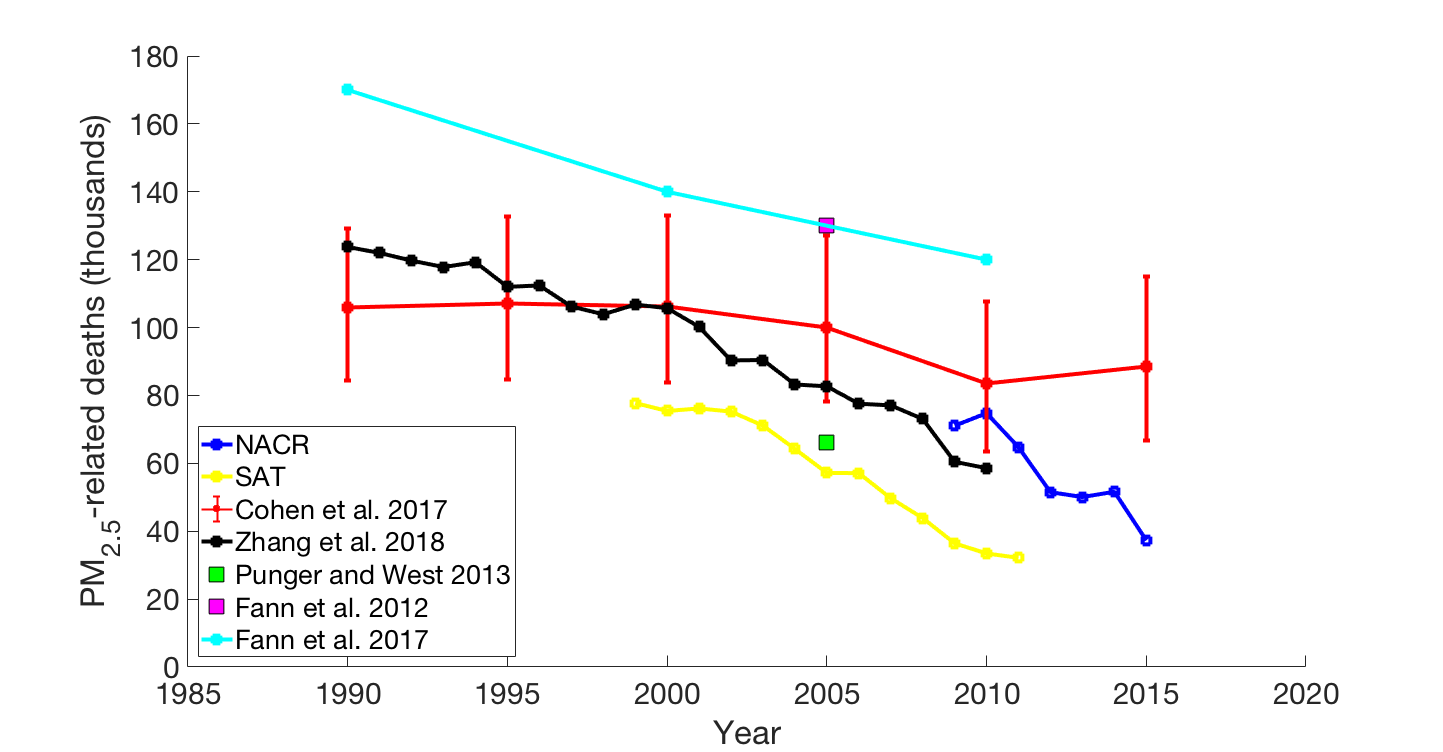 180
160
140
120
100
80
60
40
20
0
PM2.5-related deaths (thousands)
NACR
SAT
Cohen et al. 2017
Zhang et al. 2018
Punger and West 2013
Fann et al. 2012
Fann et al. 2017
1985 1990 1995 2000 2005 2010 2015 2020
Year